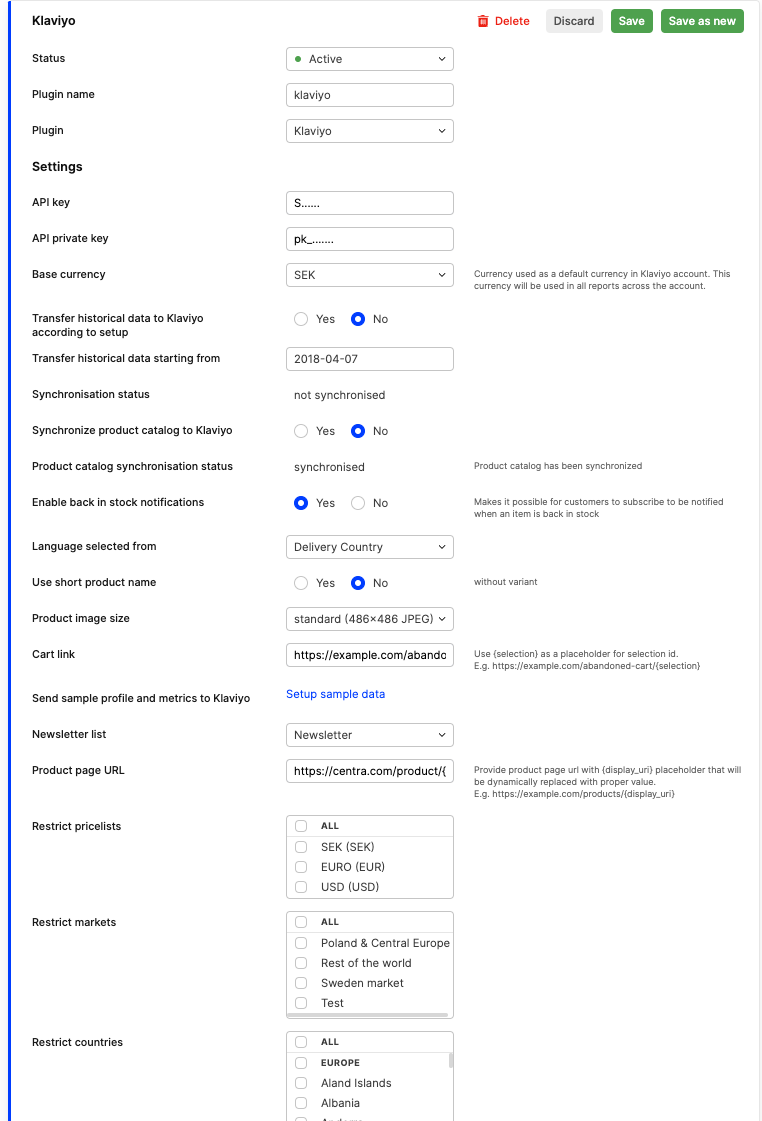 Klaviyo
Delete
Discard
Save
Save as new
Status
Active
Plugin name
klaviyo
Plugin
Klaviyo
Settings
API key
S......
API private key
pk_.......
Base currency
SEK
Currency used as a default currency in Klaviyo account. This
currency will be used in all reports across the account.
Transfer historical data to Klaviyo
according to setup
Yes
No
Transfer historical data starting from
2018-04-07
Synchronisation status
not synchronised
Synchronize product catalog to Klaviyo
Yes
No
Product catalog synchronisation status
synchronised
Product catalog has been synchronized
Enable back in stock notifications
Yes
No
Makes it possible for customers to subscribe to be notified
when an item is back in stock
Language selected from
Delivery Country
Use short product name
Yes
No
without variant
Product image size
standard (486×486 JPEG)
Cart link
https://example.com/abando
Use {selection} as a placeholder for selection id.
E.g. https://example.com/abandoned-cart/{selection}
Send sample profile and metrics to Klaviyo
Setup sample data
Newsletter list
Newsletter
Product page URL
https://centra.com/product/{
Provide product page url with {display_uri} placeholder that will
be dynamically replaced with proper value.
E.g. https://example.com/products/{display_uri}
Restrict pricelists
ALL
SEK (SEK)
EURO (EUR)
USD (USD)
Restrict markets
ALL
Poland & Central Europe
Rest of the world
Sweden market
Test
Restrict countries
ALL
EUROPE
Aland Islands
Albania